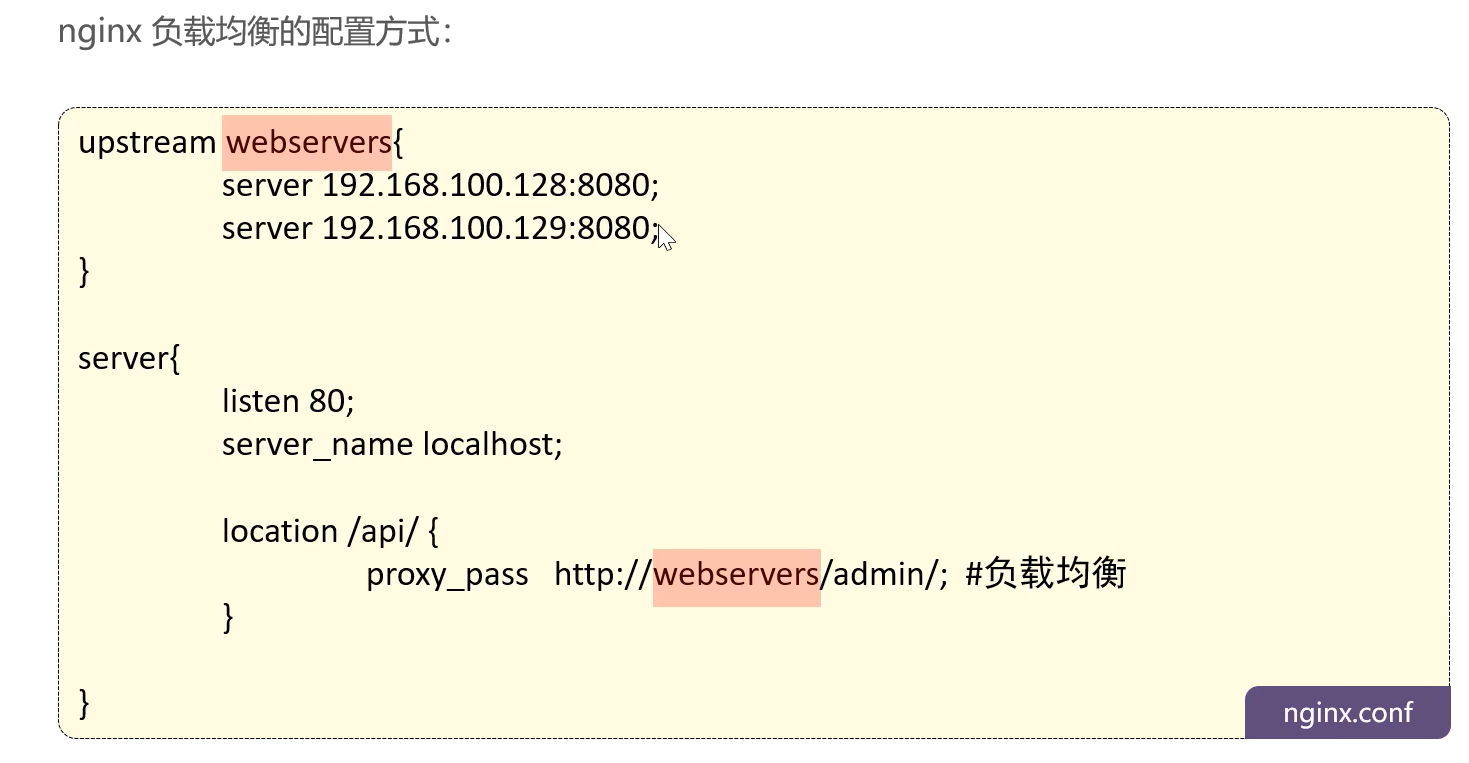 nginx 负载均衡的配置方式：
upstream webservers{
server 192.168.100.128:8080;
server 192.168.100.129:8080;
}
server{
listen 80;
server_name localhost;
location /api/ {
proxy_pass   http://webservers/admin/;  #负载均衡
}
}
nginx.conf